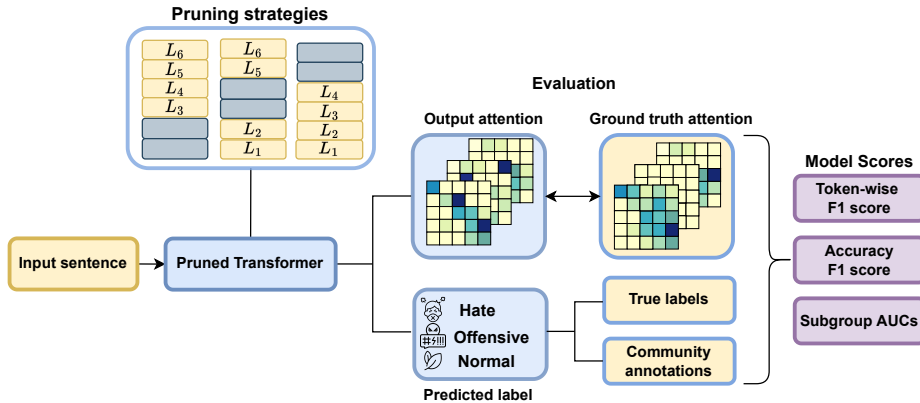 Pruning strategies
L₆ L₆
L₅ L₅
L₄ L₄
L₃ L₃
L₂ L₂
L₁ L₁
Evaluation
Output attention
Ground truth attention
Model Scores
Token-wise
F1 score
Accuracy
F1 score
Subgroup AUCs
Input sentence
Pruned Transformer
Hate
#$!!!
Offensive
Normal
Predicted label
True labels
Community
annotations